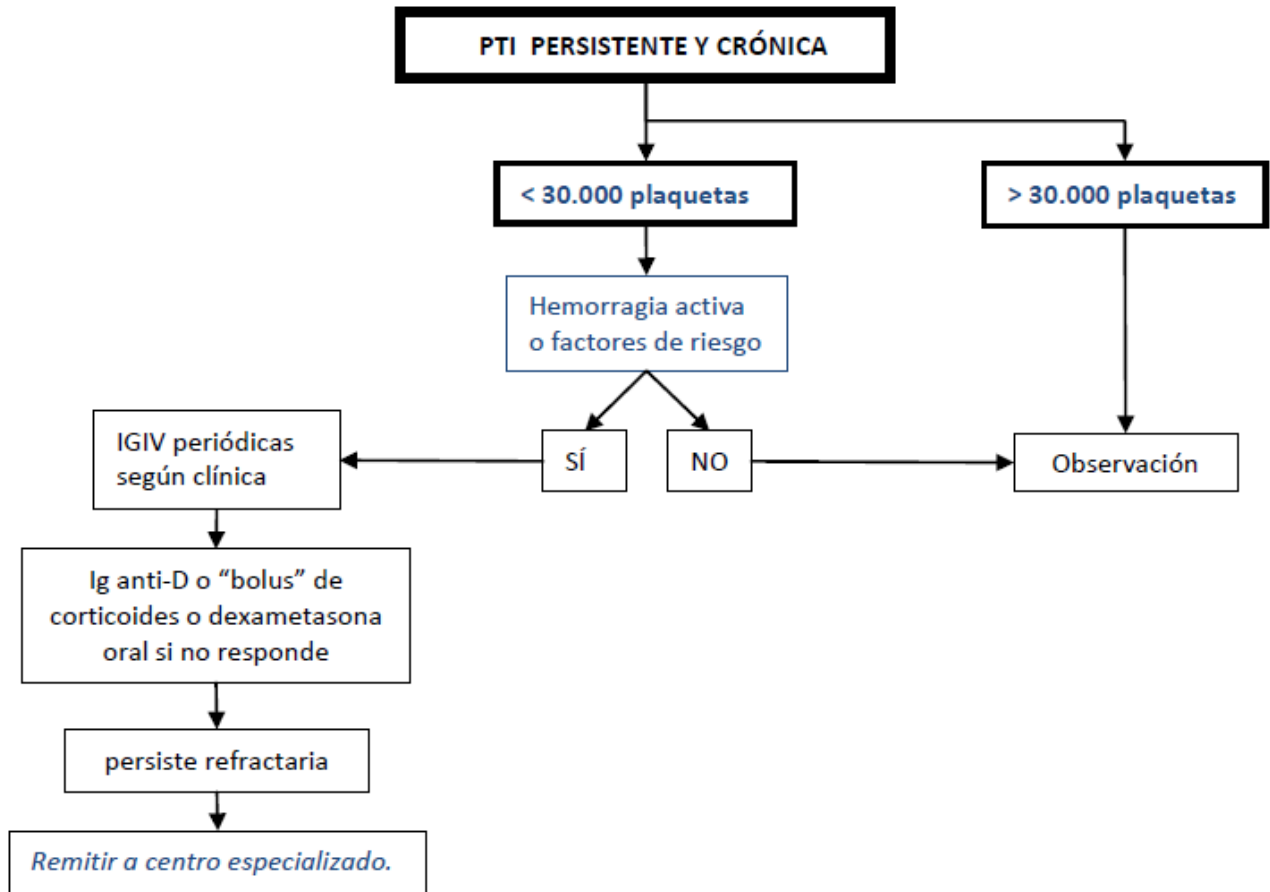 PTI PERSISTENTE Y CRÓNICA
< 30.000 plaquetas
> 30.000 plaquetas
Hemorragia activa
o factores de riesgo
IGIV periódicas
según clínica
SÍ
NO
Observación
Ig anti-D o “bolus” de
corticoides o dexametasona
oral si no responde
persiste refractaria
Remitir a centro especializado.